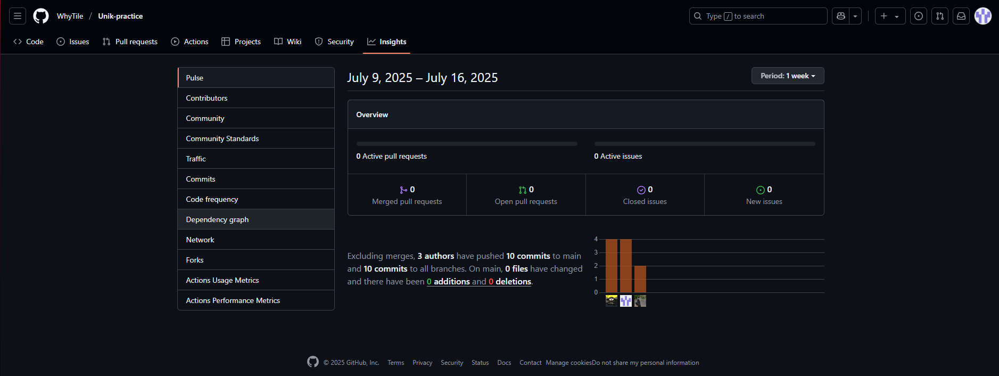 WhyTile / Unik-practice
Type / to search
Code
Issues
Pull requests
Actions
Projects
Wiki
Security
Insights
Pulse
Contributors
Community
Community Standards
Traffic
Commits
Code frequency
Dependency graph
Network
Forks
Actions Usage Metrics
Actions Performance Metrics
July 9, 2025 – July 16, 2025
Period: 1 week
Overview
0 Active pull requests
0 Active issues
0
Merged pull requests
0
Open pull requests
0
Closed issues
0
New issues
Excluding merges, 3 authors have pushed 10 commits to main
and 10 commits to all branches. On main, 0 files have changed
and there have been 0 additions and 0 deletions.
4
3
2
1
0
© 2025 GitHub, Inc.
Terms
Privacy
Security
Status
Docs
Contact
Manage cookies
Do not share my personal information